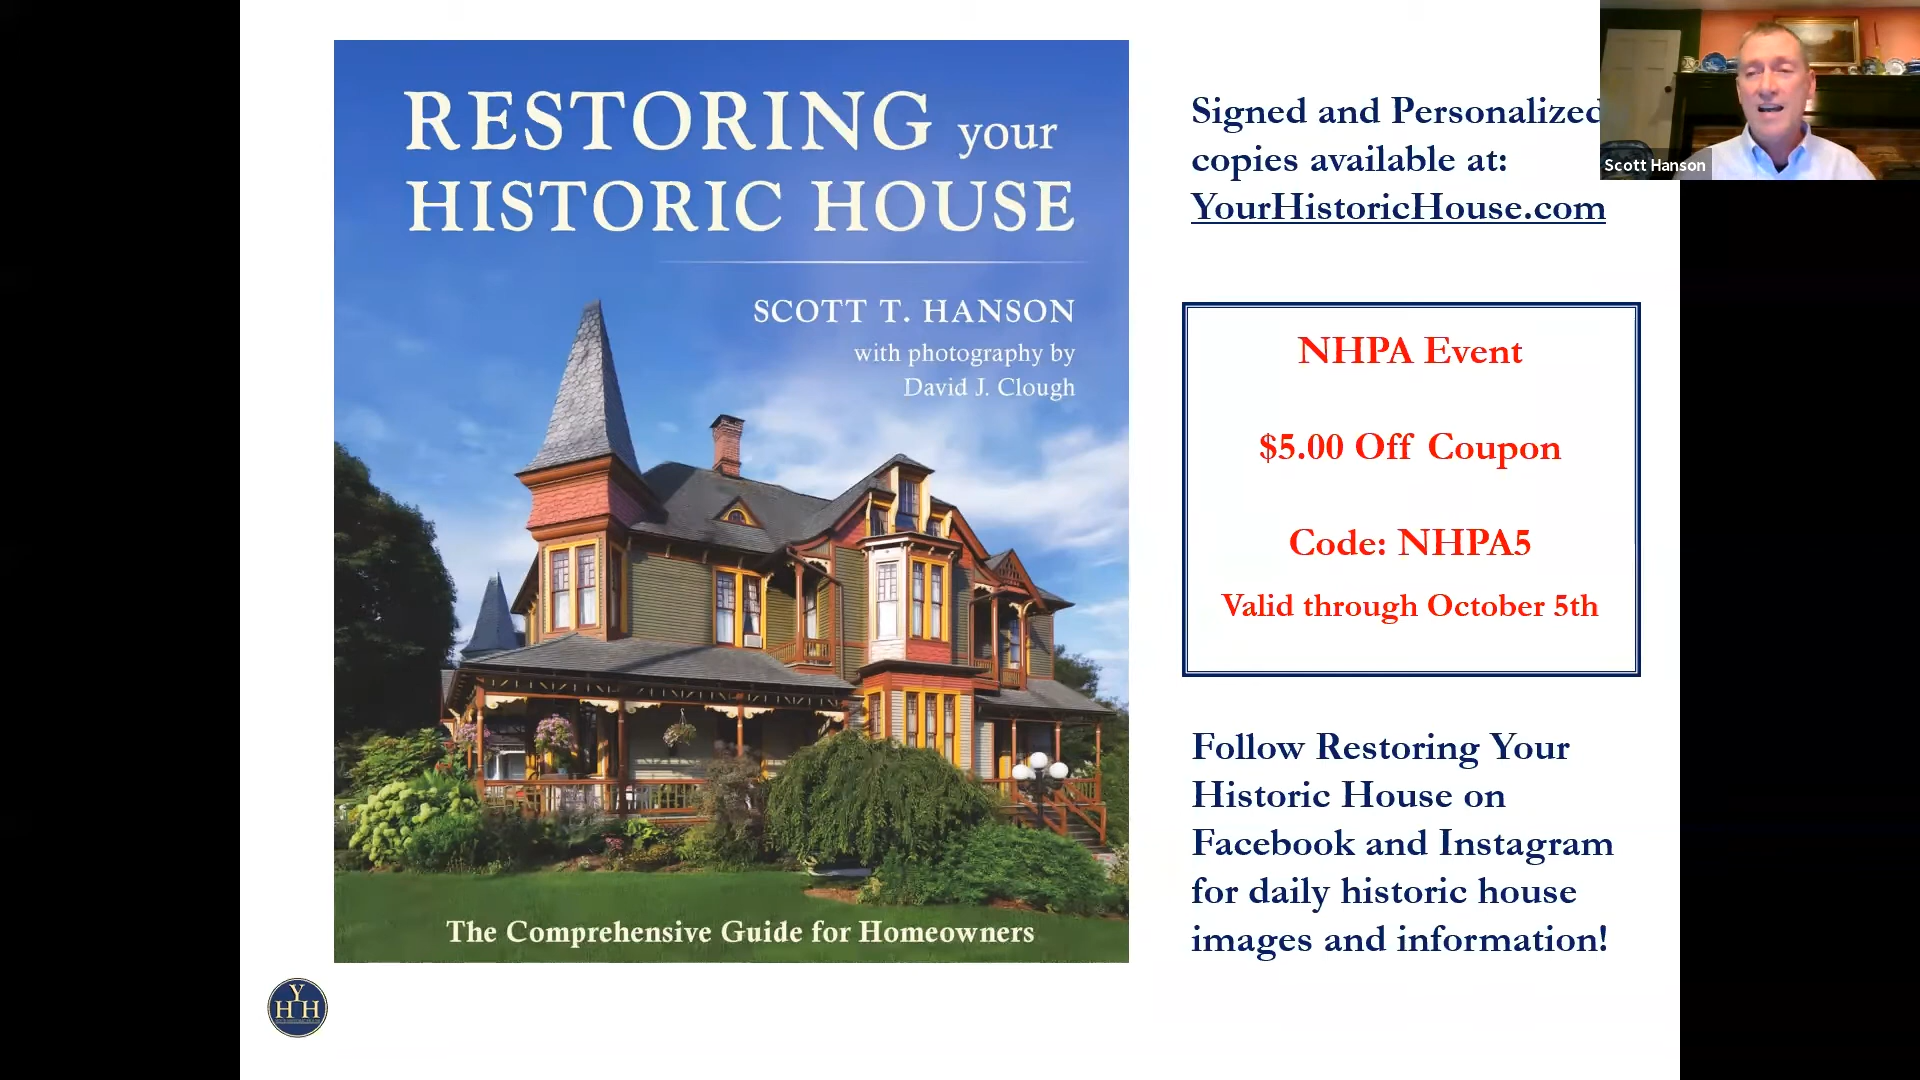 RESTORING your
HISTORIC HOUSE
SCOTT T. HANSON
with photography by
David J. Clough
The Comprehensive Guide for Homeowners
Signed and Personalized
copies available at:
YourHistoricHouse.com
NHPA Event
$5.00 Off Coupon
Code: NHPA5
Valid through October 5th
Follow Restoring Your
Historic House on
Facebook and Instagram
for daily historic house
images and information!
Scott Hanson
Y
HH